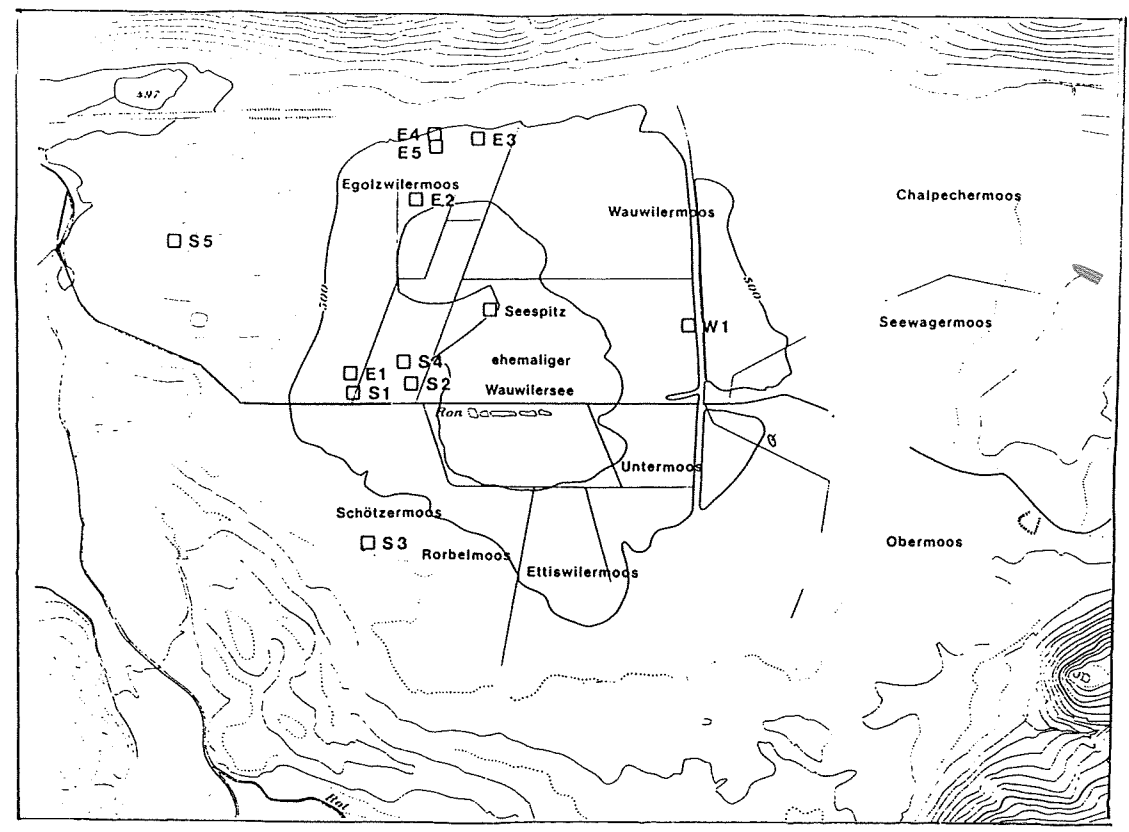 497
E4
E3
E5
Egolzwilermoos
E2
Chalpechermoos
Wauwilermoos
S5
500
500
Seespitz
W1
Seewagermoos
S4
ehemaliger
E1
S2
S1
Wauwilersee
Ron
Untermoos
Schötzermoos
S3
Rorbelmoos
Obermoos
Ettiswilermoos
Rot